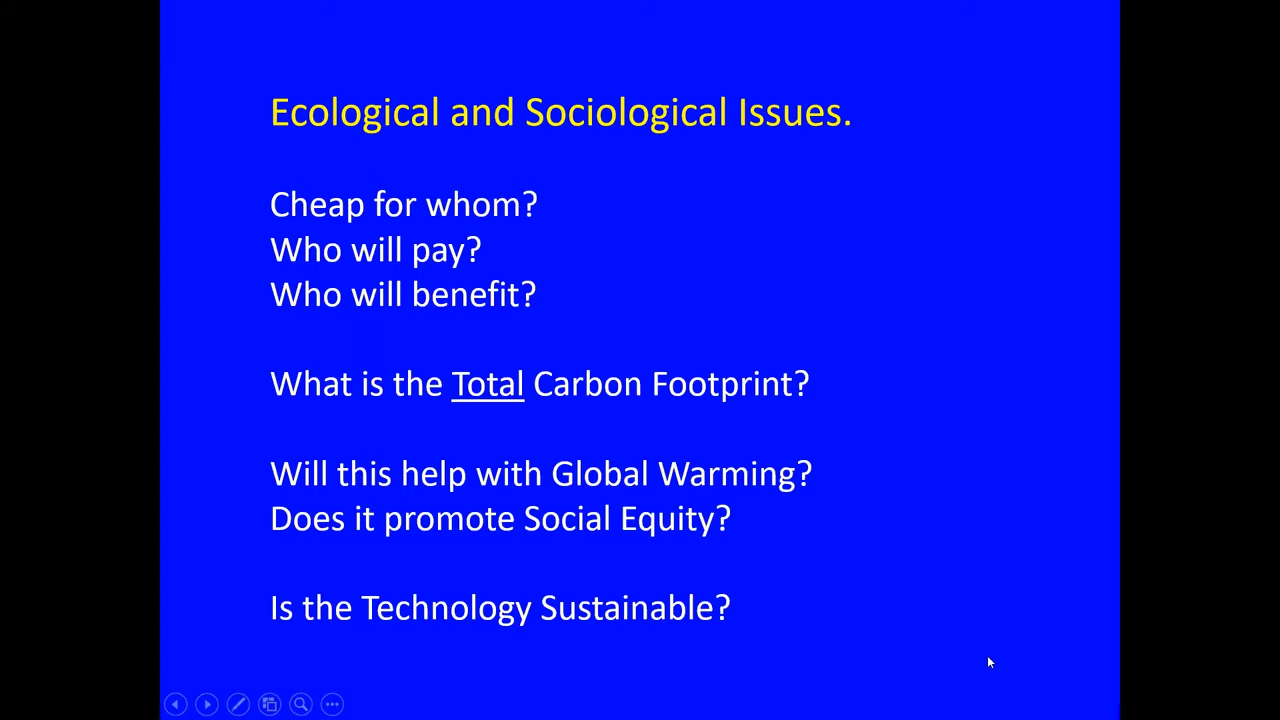 Ecological and Sociological Issues.
Cheap for whom?
Who will pay?
Who will benefit?
What is the Total Carbon Footprint?
Will this help with Global Warming?
Does it promote Social Equity?
Is the Technology Sustainable?